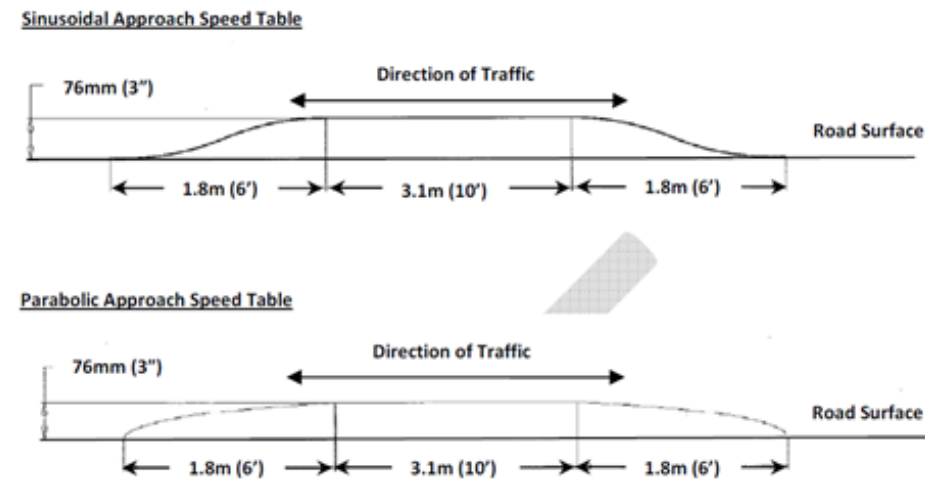 Sinusoidal Approach Speed Table
Direction of Traffic
76mm (3")
Road Surface
1.8m (6') 3.1m (10') 1.8m (6')
Parabolic Approach Speed Table
Direction of Traffic
76mm (3")
Road Surface
1.8m (6') 3.1m (10') 1.8m (6')